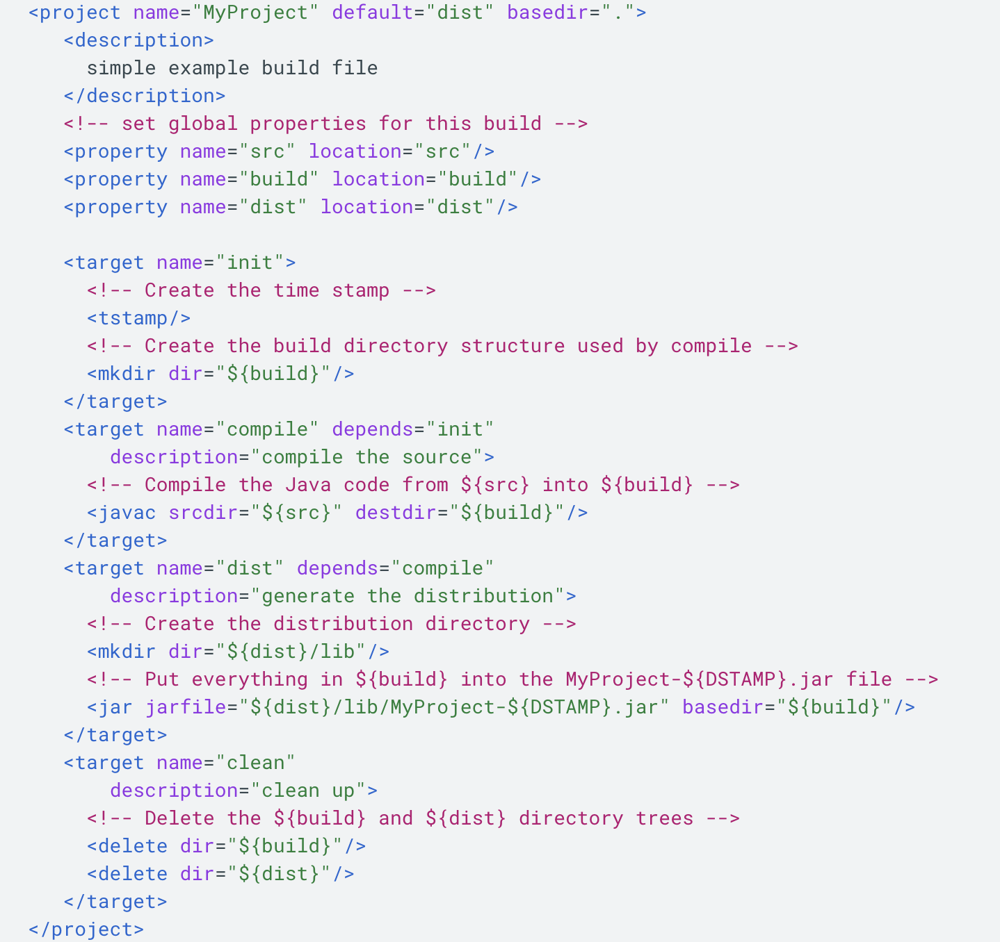 <project name="MyProject" default="dist" basedir=".">
   <description>
     simple example build file
   </description>
   <!-- set global properties for this build -->
   <property name="src" location="src"/>
   <property name="build" location="build"/>
   <property name="dist" location="dist"/>

   <target name="init">
     <!-- Create the time stamp -->
     <tstamp/>
     <!-- Create the build directory structure used by compile -->
     <mkdir dir="${build}"/>
   </target>
   <target name="compile" depends="init"
       description="compile the source">
     <!-- Compile the Java code from ${src} into ${build} -->
     <javac srcdir="${src}" destdir="${build}"/>
   </target>
   <target name="dist" depends="compile"
       description="generate the distribution">
     <!-- Create the distribution directory -->
     <mkdir dir="${dist}/lib"/>
     <!-- Put everything in ${build} into the MyProject-${DSTAMP}.jar file -->
     <jar jarfile="${dist}/lib/MyProject-${DSTAMP}.jar" basedir="${build}"/>
   </target>
   <target name="clean"
       description="clean up">
     <!-- Delete the ${build} and ${dist} directory trees -->
     <delete dir="${build}"/>
     <delete dir="${dist}"/>
   </target>
</project>